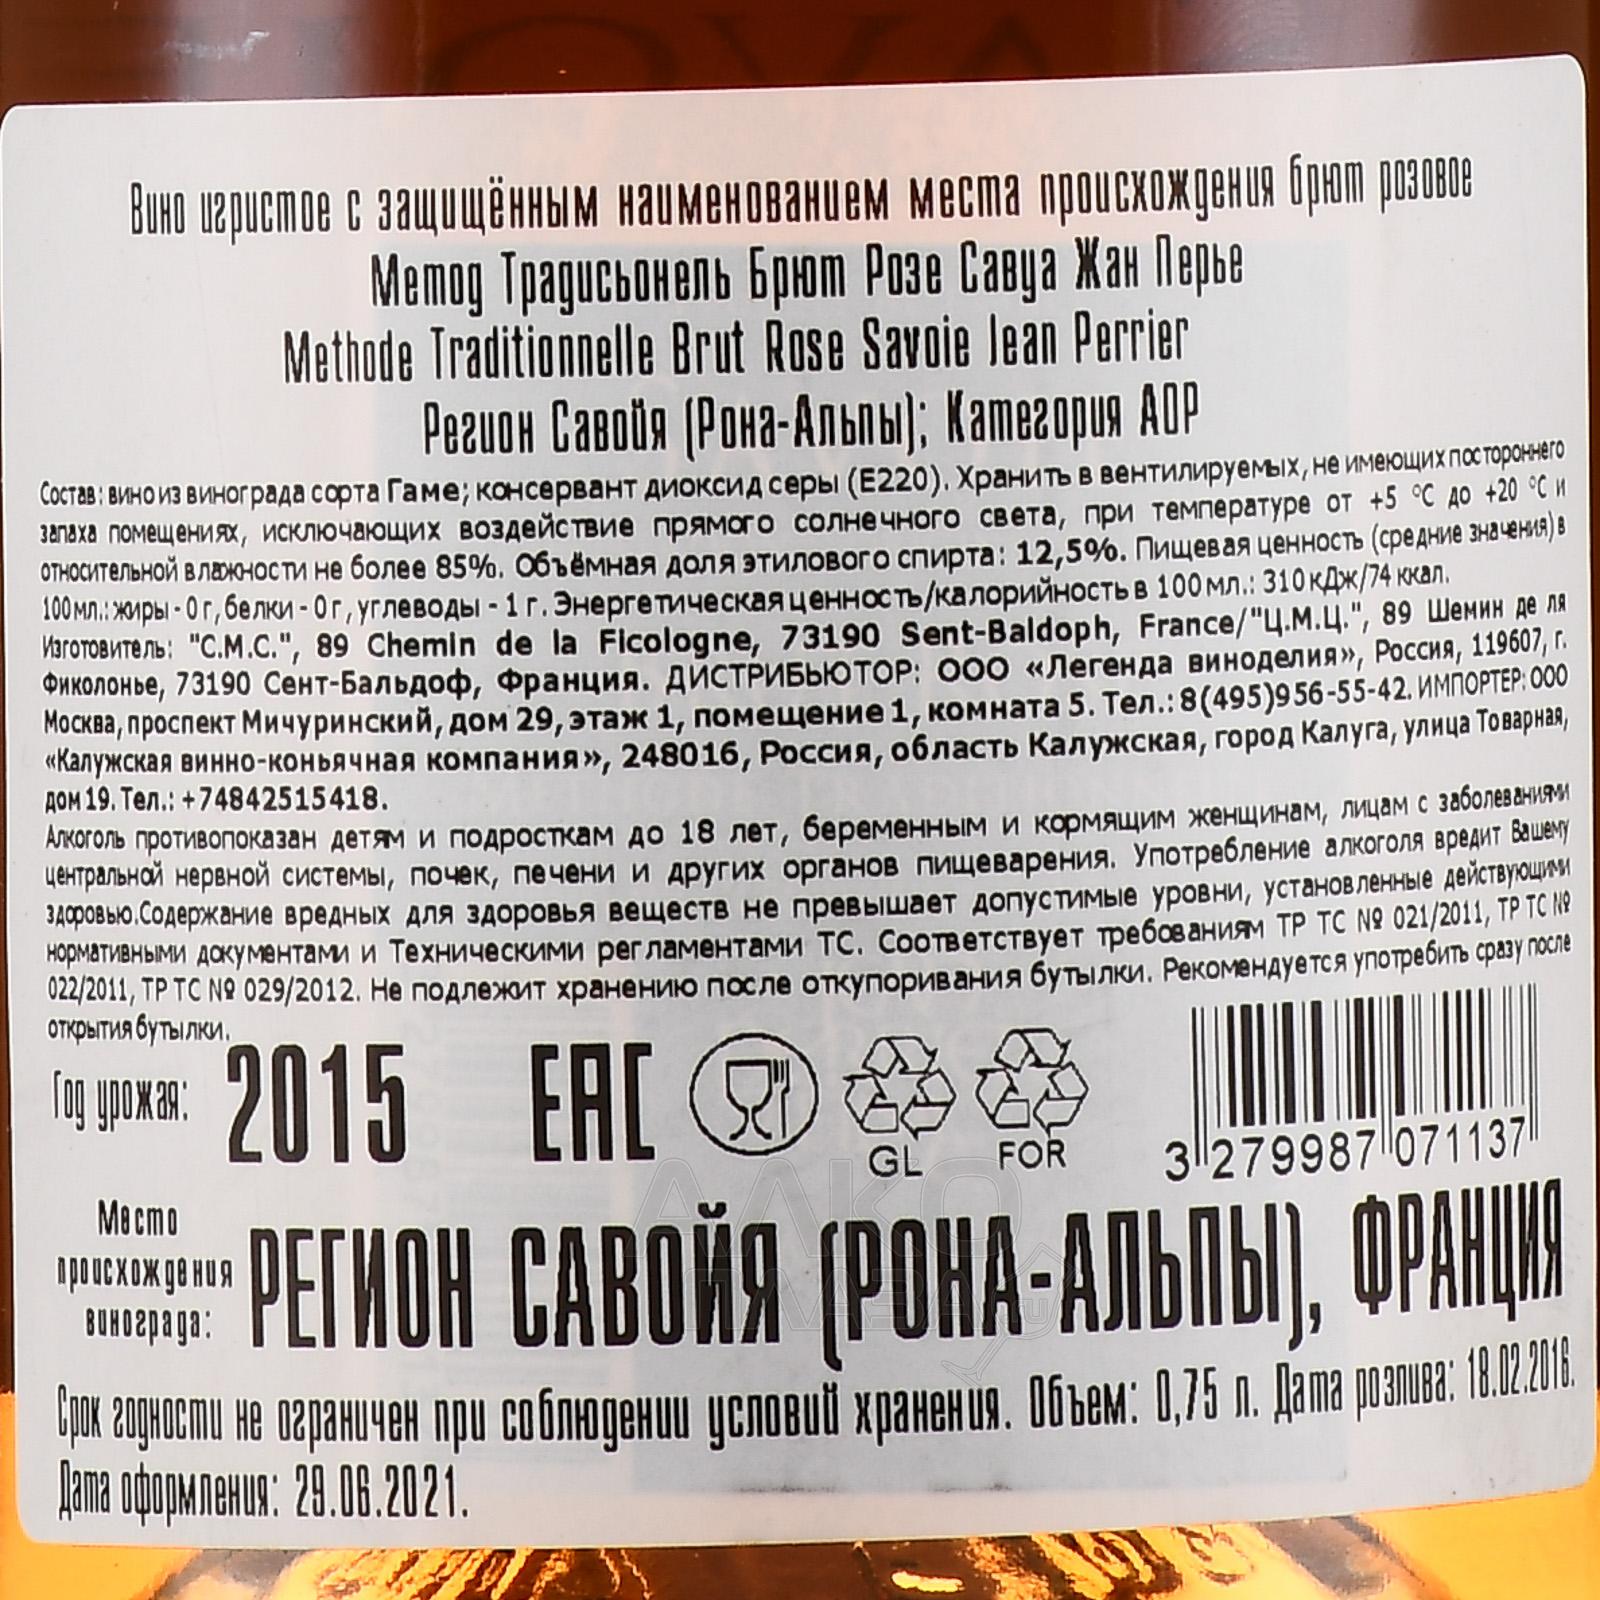 Вино игристое с защищённым наименованием места происхождения брют розовое
Метод Традисьонель Брют Розе Савуа Жан Перье
Methode Traditionnelle Brut Rose Savoie Jean Perrier
Регион Савойя (Рона-Альпы); Категория AOP
Состав: вино из винограда сорта Гаме; консервант диоксид серы (Е220). Хранить в вентилируемых, не имеющих постороннего
запаха помещениях, исключающих воздействие прямого солнечного света, при температуре от +5 °С до +20 °С и
относительной влажности не более 85%. Объёмная доля этилового спирта: 12,5%. Пищевая ценность (средние значения) в
100 мл.: жиры - 0 г, белки - 0 г, углеводы - 1 г. Энергетическая ценность/калорийность в 100 мл.: 310 кДж/74 ккал.
Изготовитель: "C.M.C.", 89 Chemin de la Ficologne, 73190 Sent-Baldoph, France/"Ц.М.Ц.", 89 Шемин де ля
Фиколонье, 73190 Сент-Бальдоф, Франция. ДИСТРИБЬЮТОР: ООО «Легенда виноделия», Россия, 119607, г.
Москва, проспект Мичуринский, дом 29, этаж 1, помещение 1, комната 5. Тел.: 8(495)956-55-42. ИМПОРТЕР: ООО
«Калужская винно-коньячная компания», 248016, Россия, область Калужская, город Калуга, улица Товарная,
дом 19. Тел.: +74842515418.
Алкоголь противопоказан детям и подросткам до 18 лет, беременным и кормящим женщинам, лицам с заболеваниями
центральной нервной системы, почек, печени и других органов пищеварения. Употребление алкоголя вредит Вашему
здоровью.Содержание вредных для здоровья веществ не превышает допустимые уровни, установленные действующими
нормативными документами и Техническими регламентами ТС. Соответствует требованиям ТР ТС № 021/2011, ТР ТС №
022/2011, ТР ТС № 029/2012. Не подлежит хранению после откупоривания бутылки. Рекомендуется употребить сразу после
открытия бутылки.
Год урожая: 2015 EAC
GL FOR
3 279987 071137
Место
происхождения
винограда: РЕГИОН САВОЙЯ (РОНА-АЛЬПЫ), ФРАНЦИЯ
АЛКО
ПЛАЗА.ru
Срок годности не ограничен при соблюдении условий хранения. Объем: 0,75 л. Дата розлива: 18.02.2016.
Дата оформления: 29.06.2021.